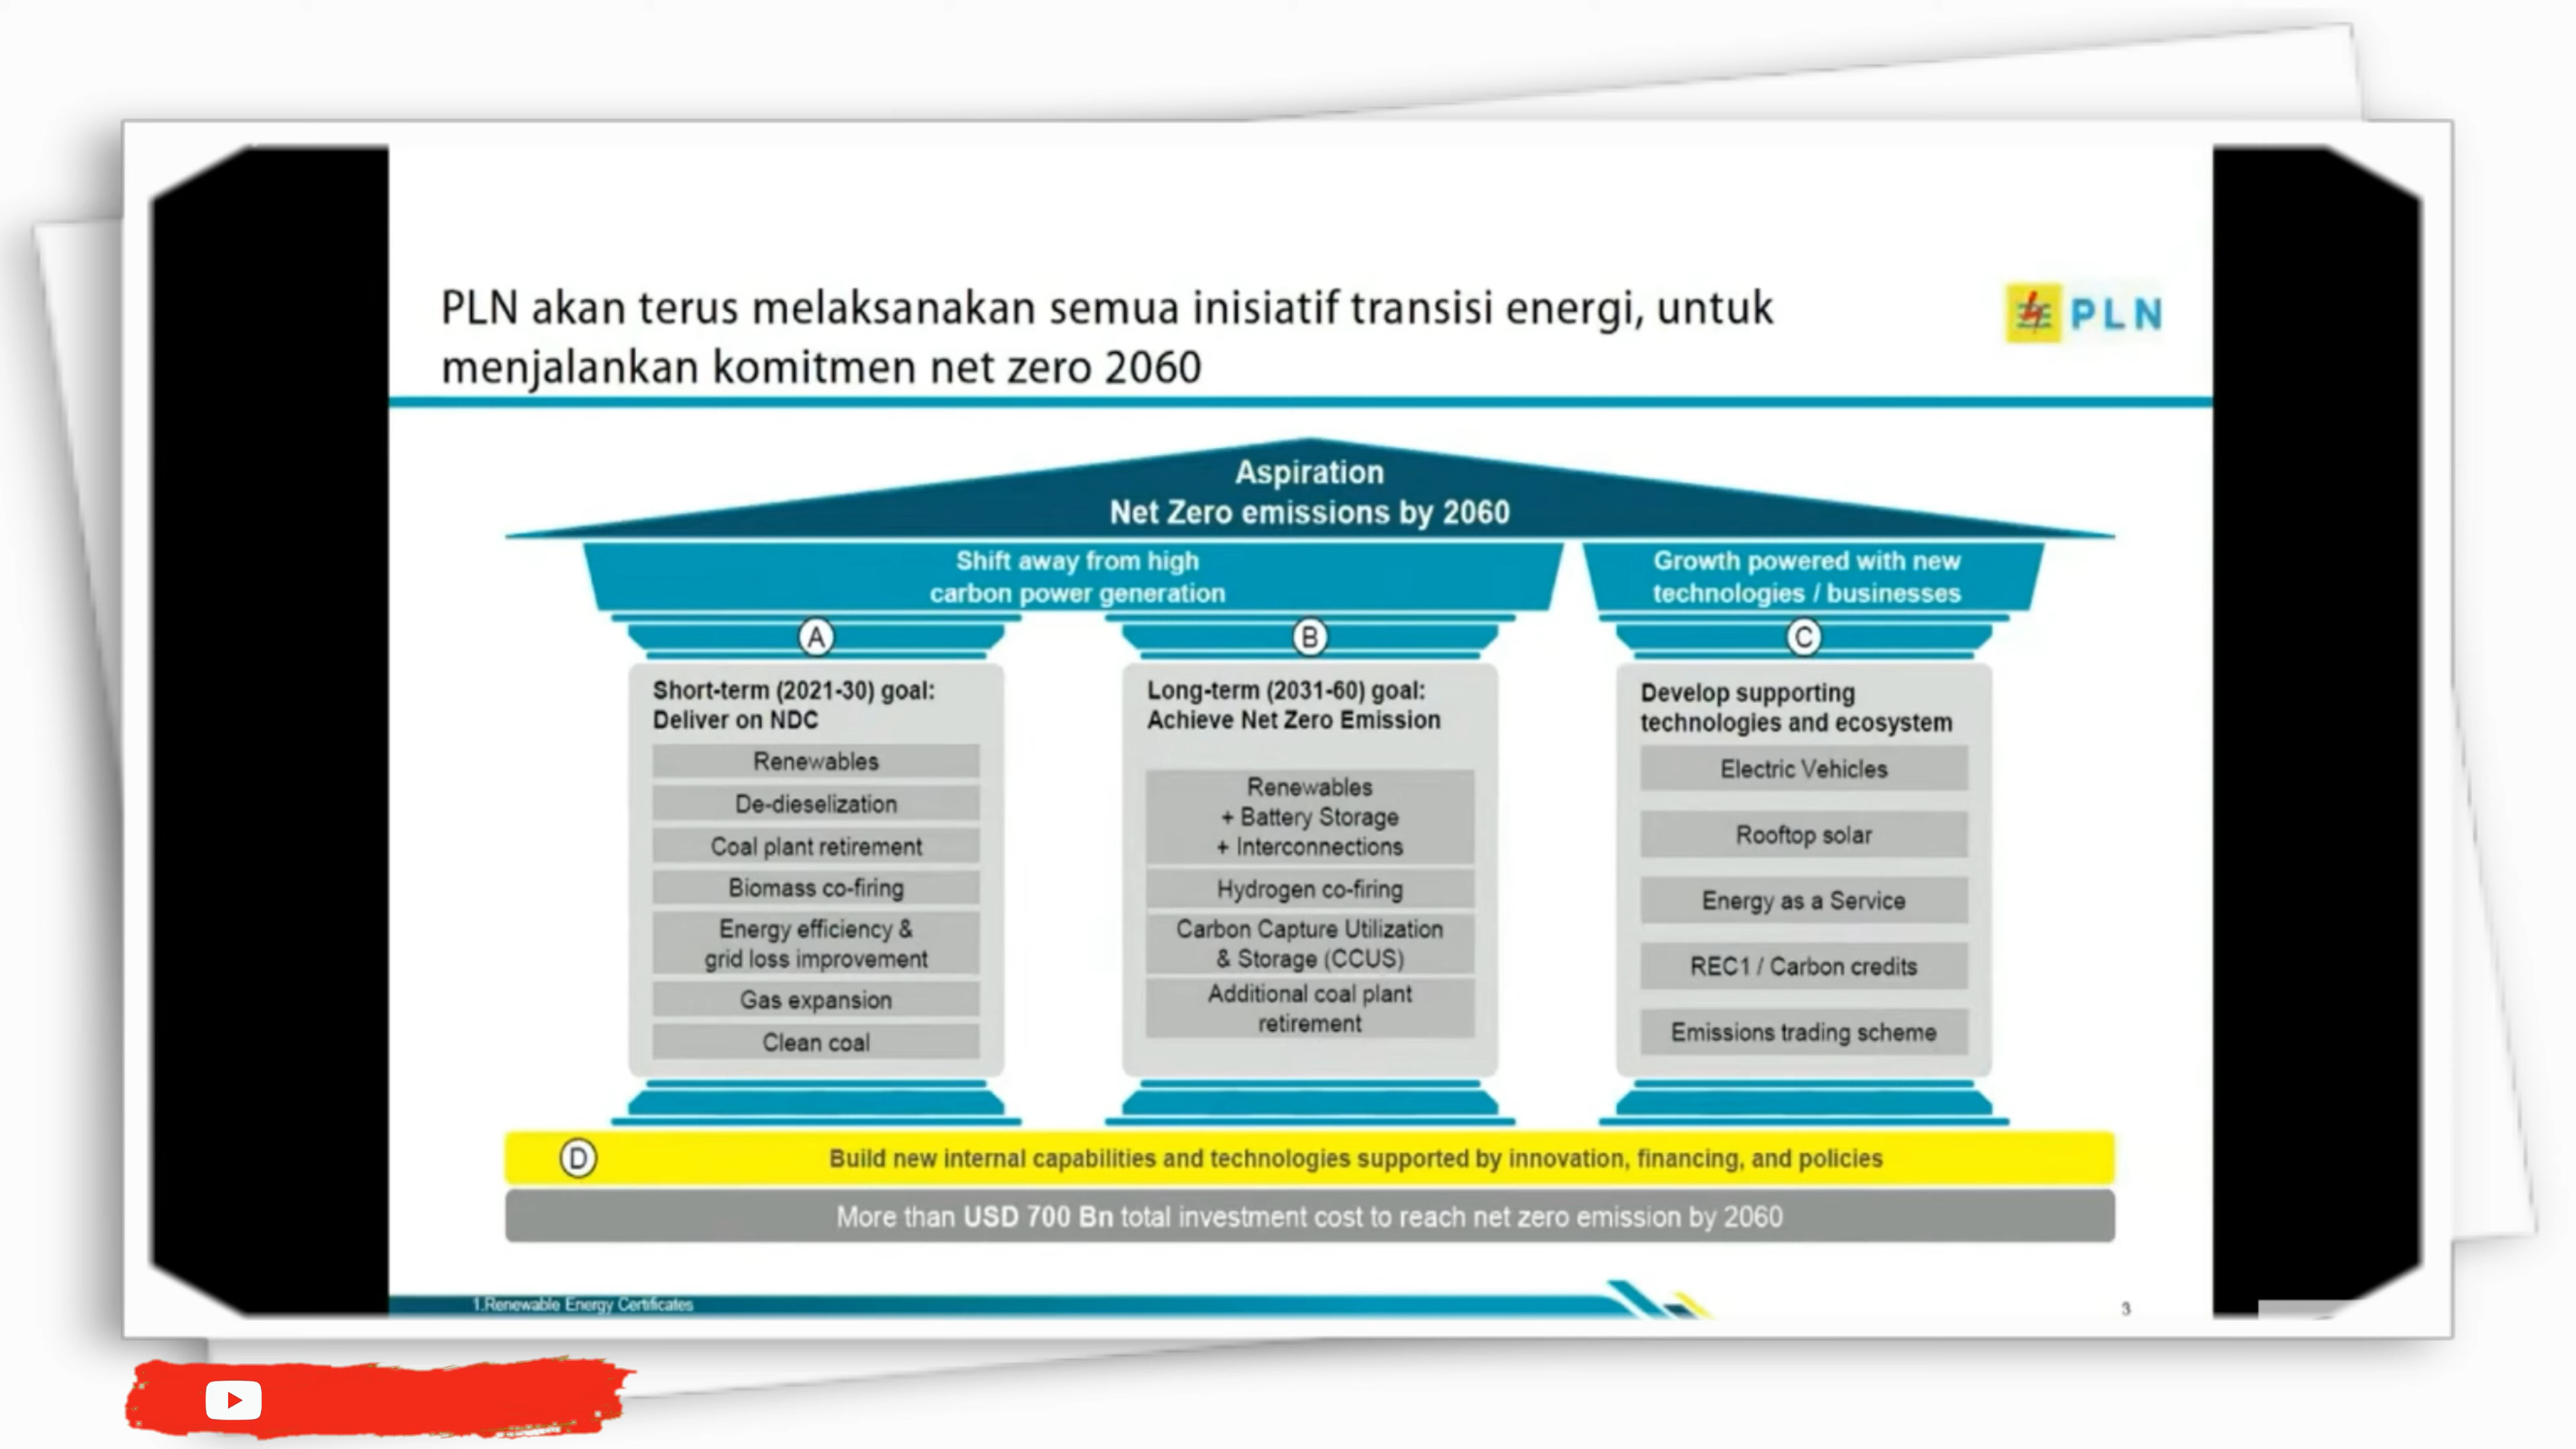 PLN akan terus melaksanakan semua inisiatif transisi energi, untuk
menjalankan komitmen net zero 2060
PLN
Aspiration
Net Zero emissions by 2060
Shift away from high
carbon power generation
Growth powered with new
technologies / businesses
A
Short-term (2021-30) goal:
Deliver on NDC
Renewables
De-dieselization
Coal plant retirement
Biomass co-firing
Energy efficiency &
grid loss improvement
Gas expansion
Clean coal
B
Long-term (2031-60) goal:
Achieve Net Zero Emission
Renewables
+ Battery Storage
+ Interconnections
Hydrogen co-firing
Carbon Capture Utilization
& Storage (CCUS)
Additional coal plant
retirement
C
Develop supporting
technologies and ecosystem
Electric Vehicles
Rooftop solar
Energy as a Service
REC1 / Carbon credits
Emissions trading scheme
D
Build new internal capabilities and technologies supported by innovation, financing, and policies
More than USD 700 Bn total investment cost to reach net zero emission by 2060
1.Renewable Energy Certificates
3